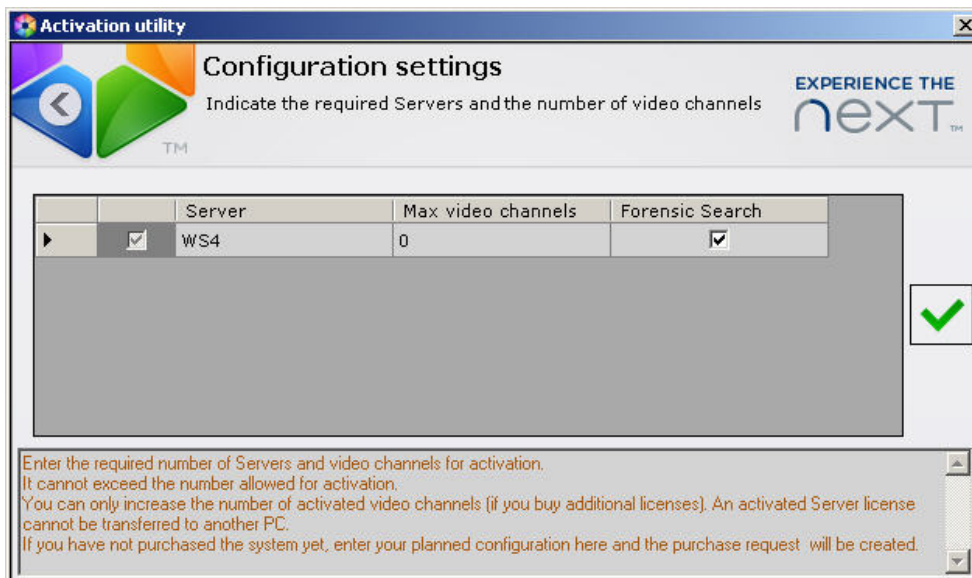 Activation utility
Configuration settings
Indicate the required Servers and the number of video channels
EXPERIENCE THE
next™
TM
Server Max video channels Forensic Search
WS4 0
Enter the required number of Servers and video channels for activation.
It cannot exceed the number allowed for activation.
You can only increase the number of activated video channels (if you buy additional licenses). An activated Server license
cannot be transferred to another PC.
If you have not purchased the system yet, enter your planned configuration here and the purchase request will be created.